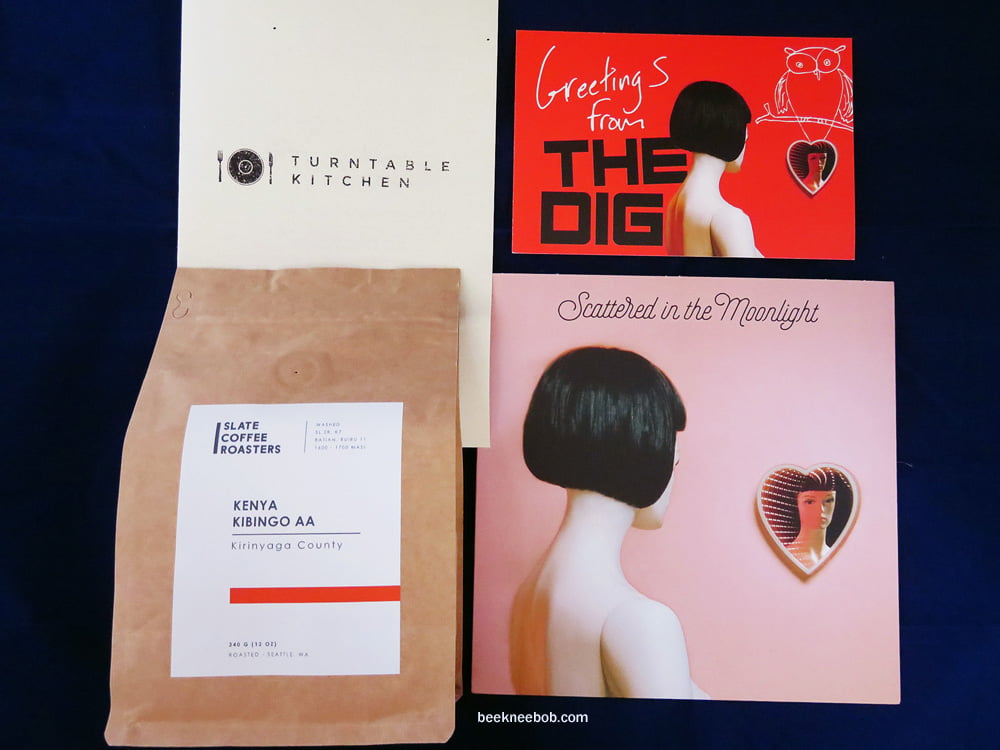 TURNTABLE
KITCHEN
Greetings
from
THE
DIG
Scattered in the Moonlight
SLATE
COFFEE
ROASTERS
WASHED
SL 28, K7
BATIAN, RUIRU 11
1600 - 1700 MASL
KENYA
KIBINGO AA
Kirinyaga County
340 G (12 OZ)
ROASTED - SEATTLE, WA
beekneebob.com